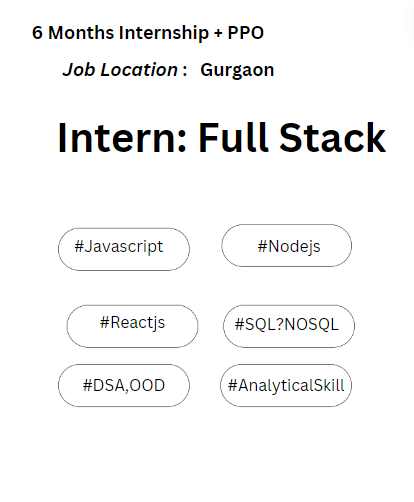 6 Months Internship + PPO
Job Location : Gurgaon
Intern: Full Stack
#Javascript
#Nodejs
#Reactjs
#SQL?NOSQL
#DSA,OOD
#AnalyticalSkill